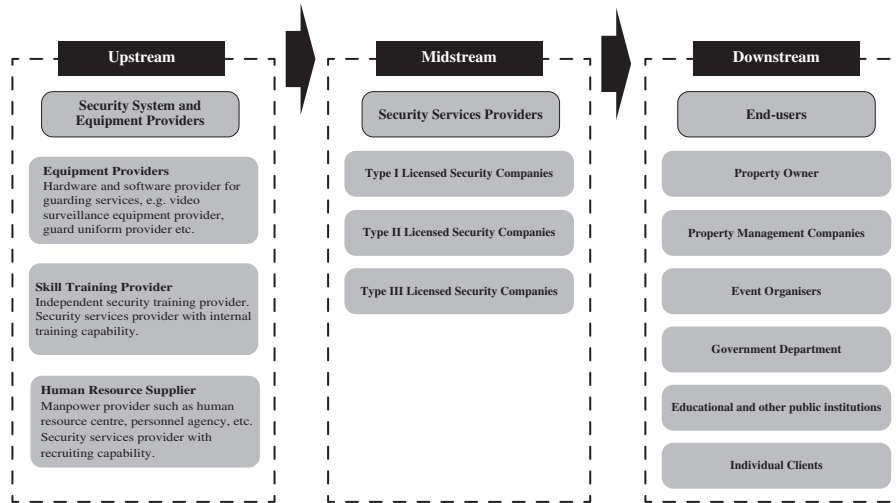 Upstream
Security System and
Equipment Providers
Equipment Providers
Hardware and software provider for
guarding services, e.g. video
surveillance equipment provider,
guard uniform provider etc.
Skill Training Provider
Independent security training provider.
Security services provider with internal
training capability.
Human Resource Supplier
Manpower provider such as human
resource centre, personnel agency, etc.
Security services provider with
recruiting capability.
Midstream
Security Services Providers
Type I Licensed Security Companies
Type II Licensed Security Companies
Type III Licensed Security Companies
Downstream
End-users
Property Owner
Property Management Companies
Event Organisers
Government Department
Educational and other public institutions
Individual Clients